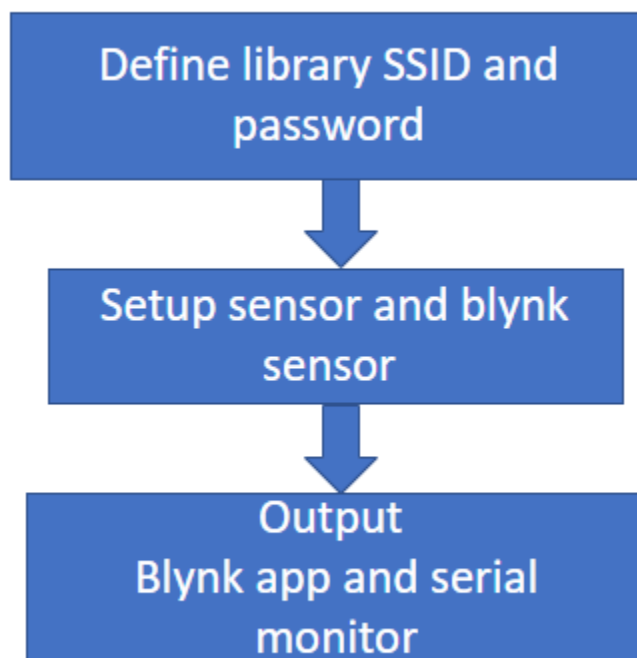 Define library SSID and
password
Setup sensor and blynk
sensor
Output
Blynk app and serial
monitor